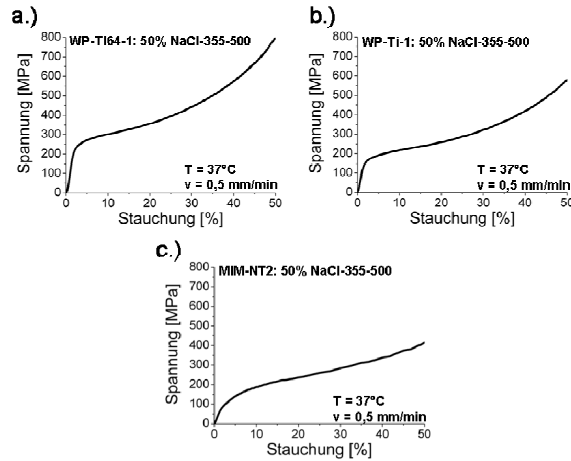 a.)
WP-TI64-1: 50% NaCl-355-500
Spannung [MPa]
800
700
600
500
400
300
200
100
0
T = 37°C
v = 0,5 mm/min
0 10 20 30 40 50
Stauchung [%]
b.)
WP-Ti-1: 50% NaCl-355-500
Spannung [MPa]
800
700
600
500
400
300
200
100
0
T = 37°C
v = 0,5 mm/min
0 10 20 30 40 50
Stauchung [%]
c.)
MIM-NT2: 50% NaCl-355-500
Spannung [MPa]
800
700
600
500
400
300
200
100
0
T = 37°C
v = 0,5 mm/min
0 10 20 30 40 50
Stauchung [%]